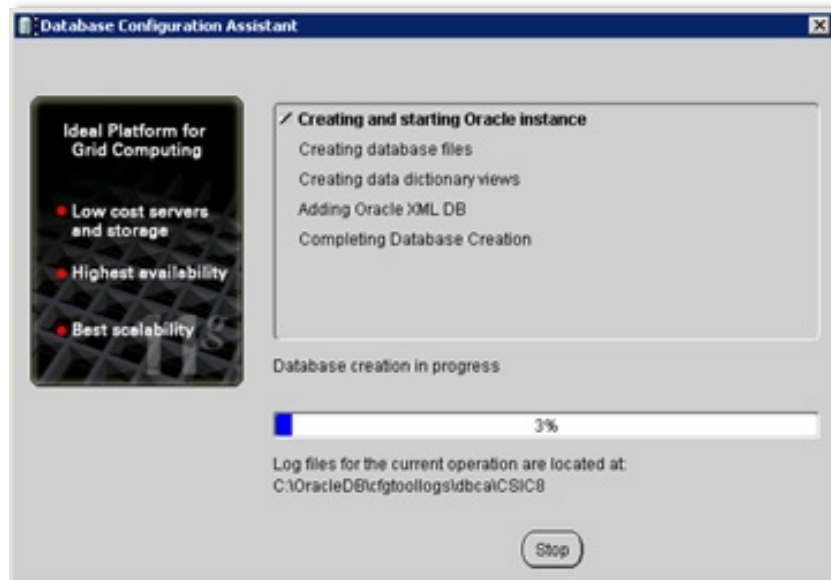 Database Configuration Assistant
Ideal Platform for
Grid Computing
Low cost servers
and storage
Highest availability
Best scalability
11g
Creating and starting Oracle instance
Creating database files
Creating data dictionary views
Adding Oracle XML DB
Completing Database Creation
Database creation in progress
3%
Log files for the current operation are located at:
C:\OracleDB\cfgtoollogs\dbca\CSIC8
Stop